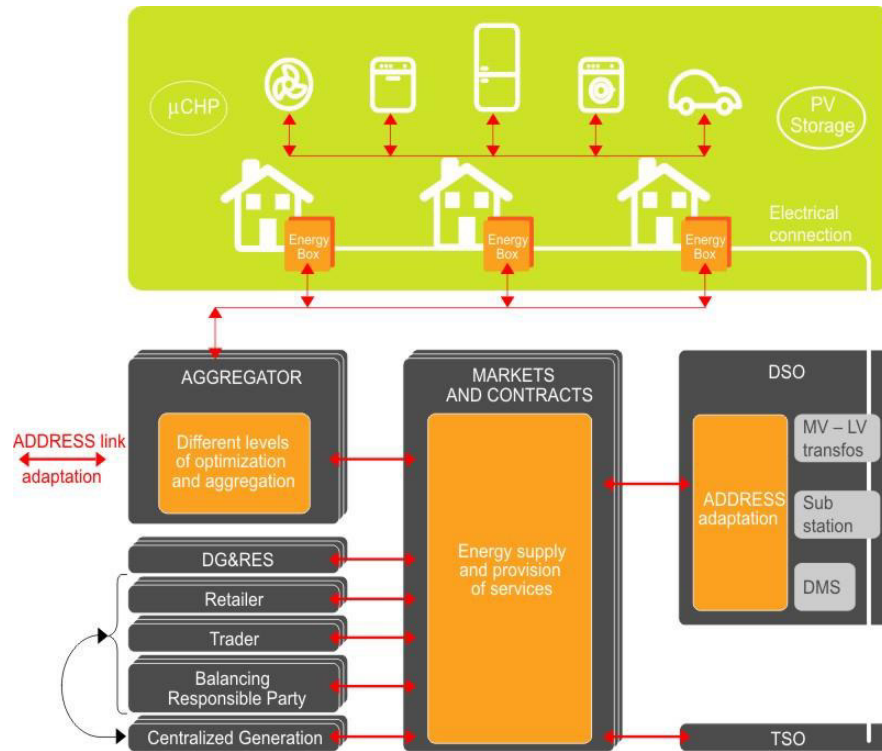 μCHP
PV
Storage
Energy
Box
Energy
Box
Energy
Box
Electrical
connection
AGGREGATOR
Different levels
of optimization
and aggregation
ADDRESS link
adaptation
MARKETS
AND CONTRACTS
Energy supply
and provision
of services
DSO
ADDRESS
adaptation
MV – LV
transfos
Sub
station
DMS
DG&RES
Retailer
Trader
Balancing
Responsible Party
Centralized Generation
TSO